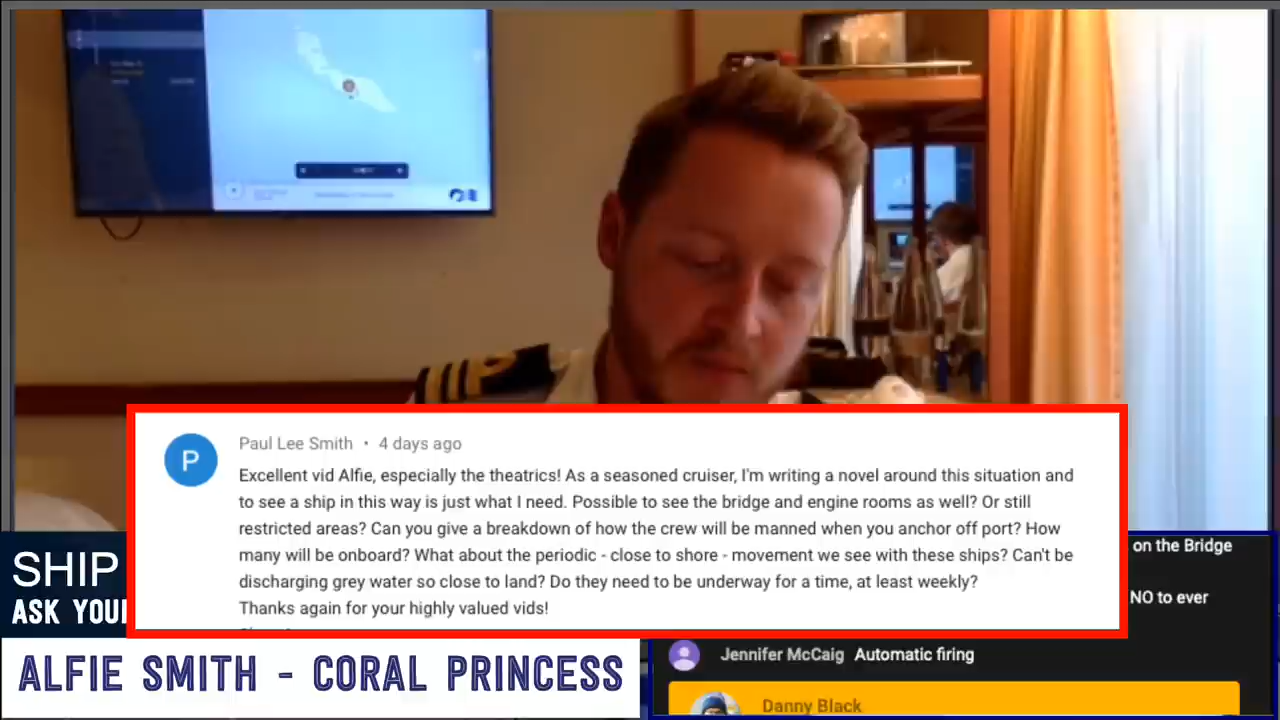 Paul Lee Smith • 4 days ago
Excellent vid Alfie, especially the theatrics! As a seasoned cruiser, I'm writing a novel around this situation and
to see a ship in this way is just what I need. Possible to see the bridge and engine rooms as well? Or still
restricted areas? Can you give a breakdown of how the crew will be manned when you anchor off port? How
many will be onboard? What about the periodic - close to shore - movement we see with these ships? Can't be
discharging grey water so close to land? Do they need to be underway for a time, at least weekly?
Thanks again for your highly valued vids!
P
SHIP
ASK YOUR
ALFIE SMITH - CORAL PRINCESS
on the Bridge
NO to ever
Jennifer McCaig Automatic firing
Danny Black